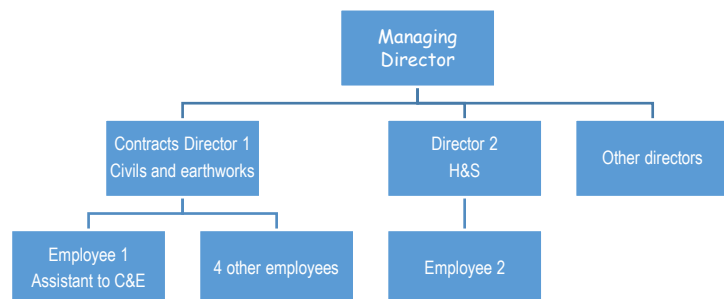 Managing
Director
Contracts Director 1
Civils and earthworks
Director 2
H&S
Other directors
Employee 1
Assistant to C&E
4 other employees
Employee 2